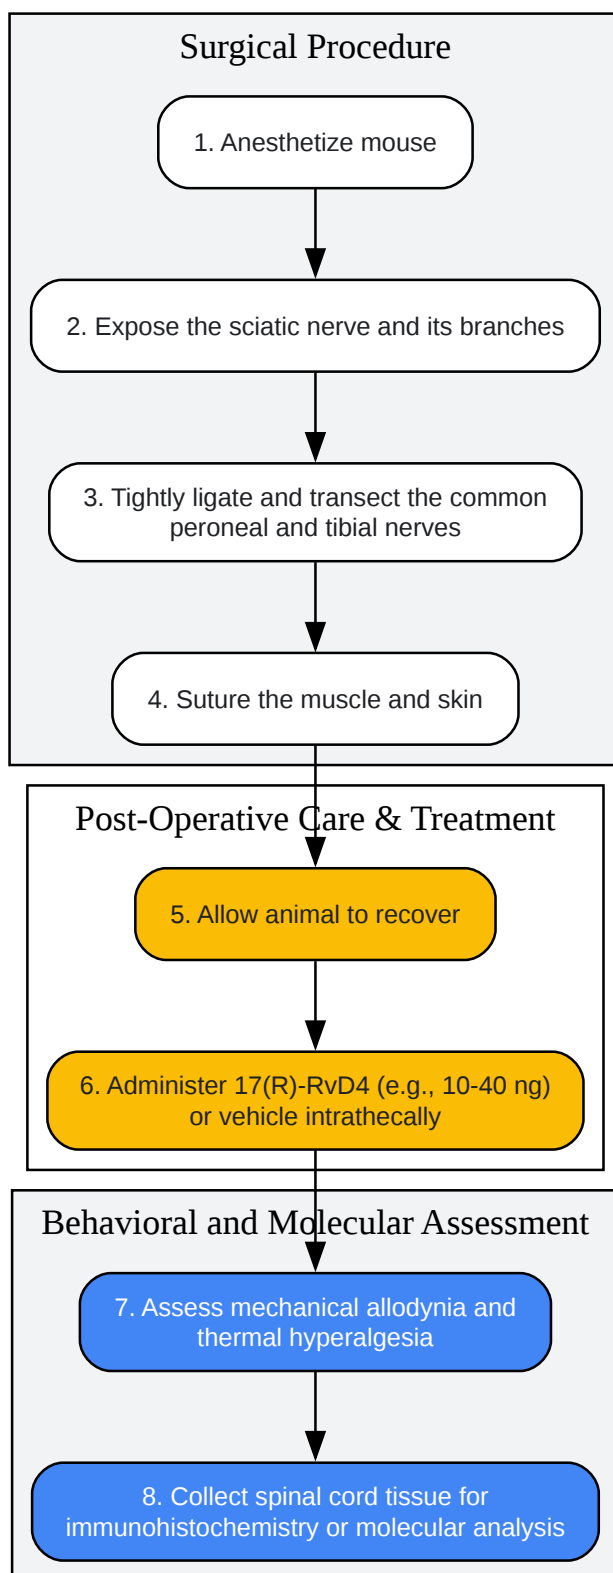 Surgical Procedure
1. Anesthetize mouse
2. Expose the sciatic nerve and its branches
3. Tightly ligate and transect the common
peroneal and tibial nerves
4. Suture the muscle and skin
Post-Operative Care & Treatment
5. Allow animal to recover
6. Administer 17(R)-RvD4 (e.g., 10-40 ng)
or vehicle intrathecally
Behavioral and Molecular Assessment
7. Assess mechanical allodynia and
thermal hyperalgesia
8. Collect spinal cord tissue for
immunohistochemistry or molecular analysis